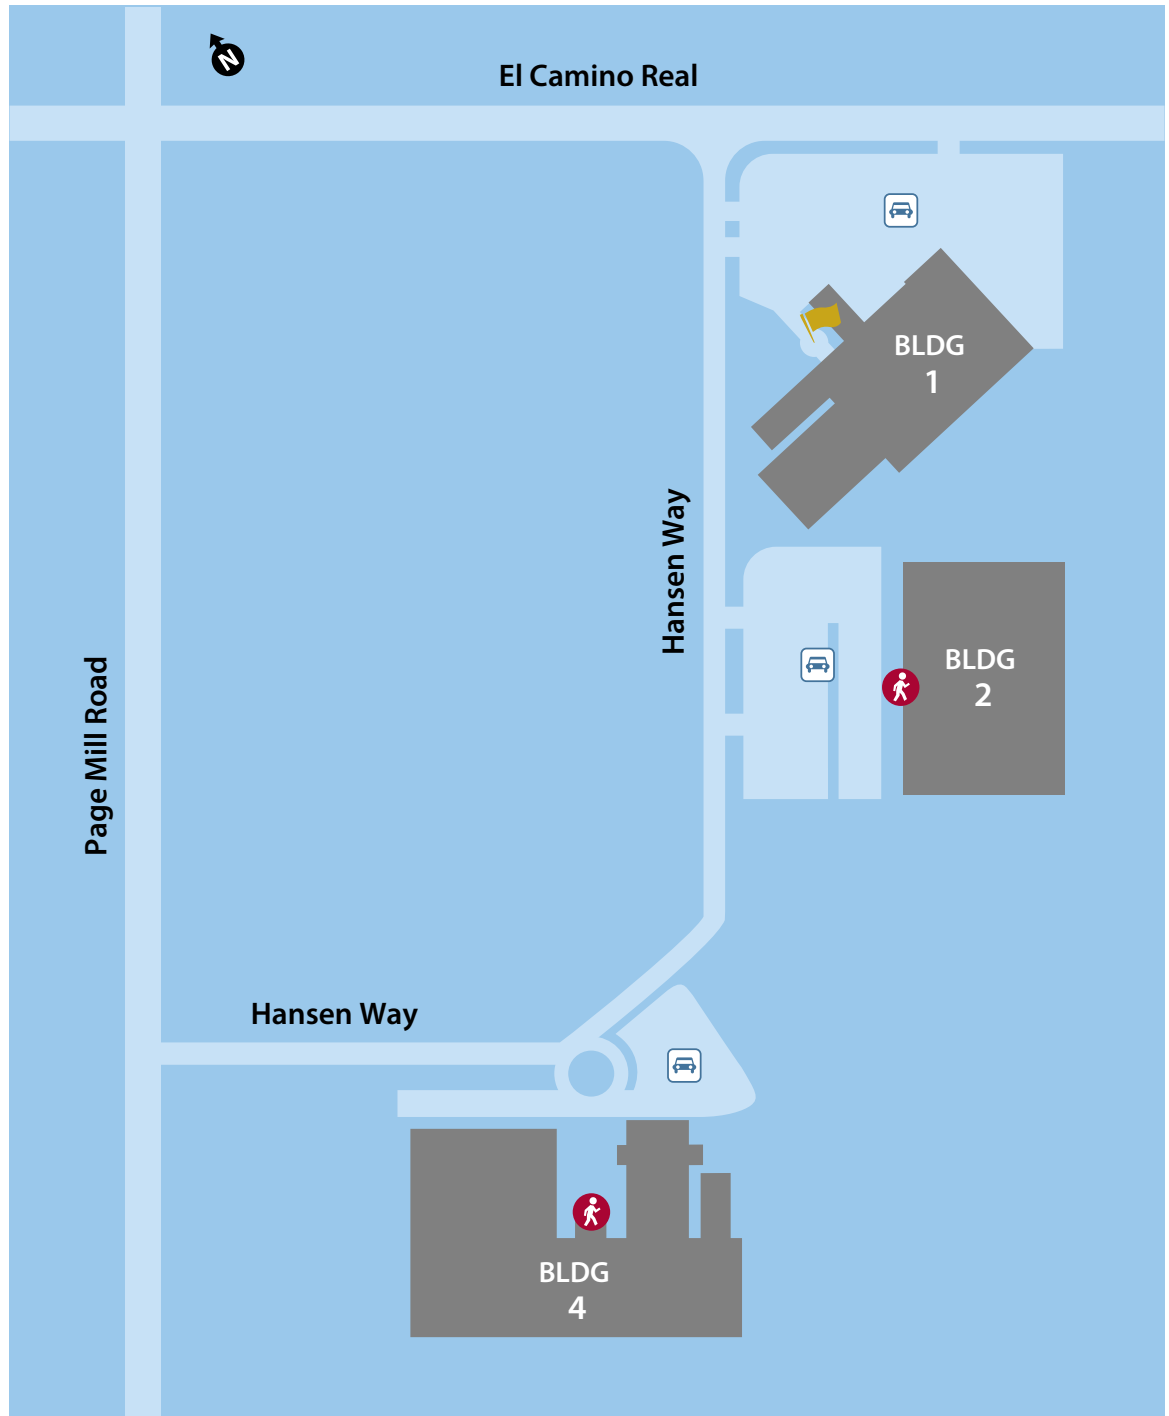 N
El Camino Real
BLDG
1
Hansen Way
BLDG
2
Page Mill Road
Hansen Way
BLDG
4